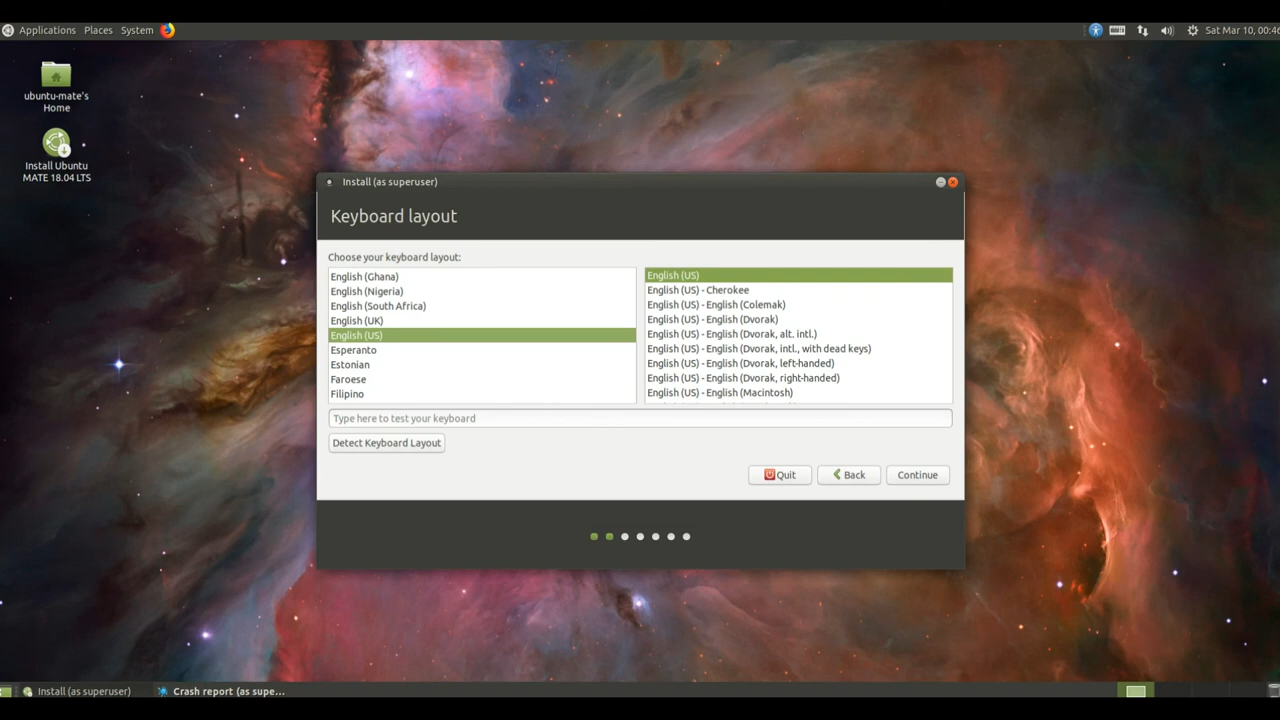 Applications Places System
Sat Mar 10, 00:46
ubuntu-mate's
Home
Install Ubuntu
MATE 18.04 LTS
Install (as superuser)
Keyboard layout
Choose your keyboard layout:
English (Ghana)
English (Nigeria)
English (South Africa)
English (UK)
English (US)
Esperanto
Estonian
Faroese
Filipino
English (US)
English (US) - Cherokee
English (US) - English (Colemak)
English (US) - English (Dvorak)
English (US) - English (Dvorak, alt. intl.)
English (US) - English (Dvorak, intl., with dead keys)
English (US) - English (Dvorak, left-handed)
English (US) - English (Dvorak, right-handed)
English (US) - English (Macintosh)
Type here to test your keyboard
Detect Keyboard Layout
Quit Back Continue
Install (as superuser) Crash report (as supe...